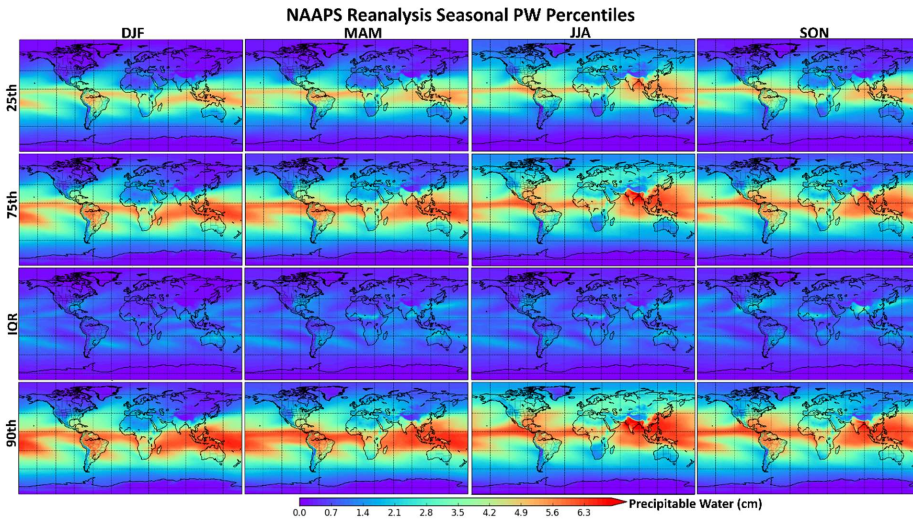 NAAPS Reanalysis Seasonal PW Percentiles
DJF MAM JJA SON
25th
75th
IQR
90th
Precipitable Water (cm)
0.0 0.7 1.4 2.1 2.8 3.5 4.2 4.9 5.6 6.3